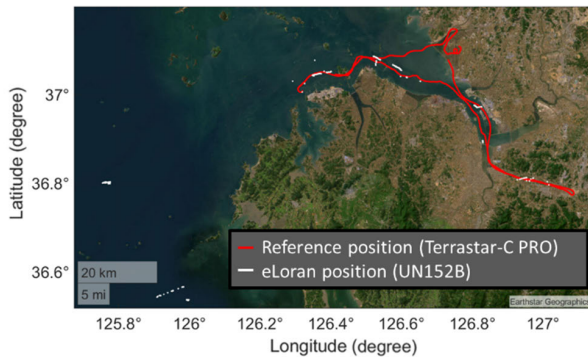 Latitude (degree)
37°
36.8°
36.6°
Reference position (Terrastar-C PRO)
eLoran position (UN152B)
20 km
5 mi
Earthstar Geographics
125.8° 126° 126.2° 126.4° 126.6° 126.8° 127°
Longitude (degree)